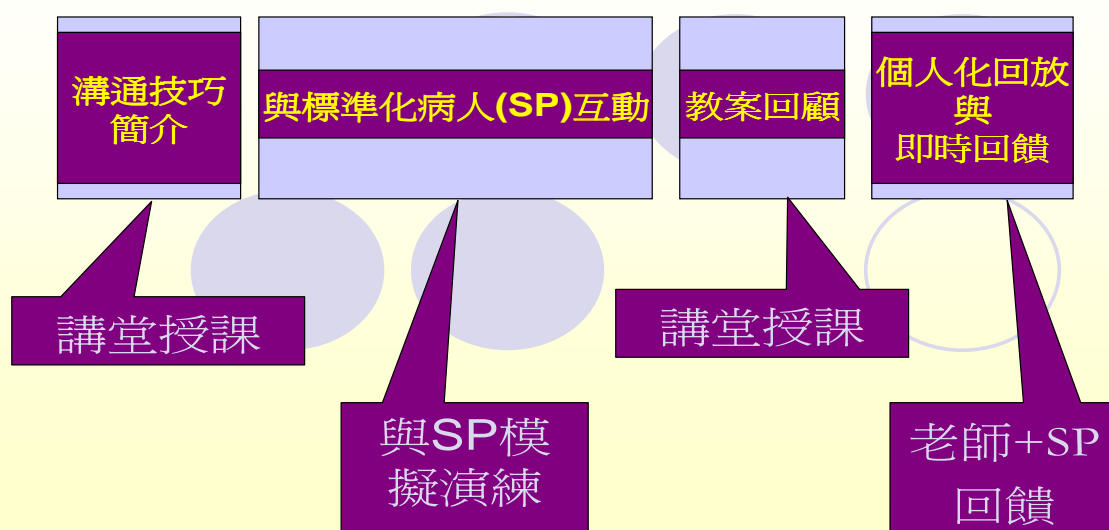 溝通技巧
簡介
與標準化病人(SP)互動
教案回顧
個人化回放
與
即時回饋
講堂授課
與SP模
擬演練
講堂授課
老師+SP
回饋